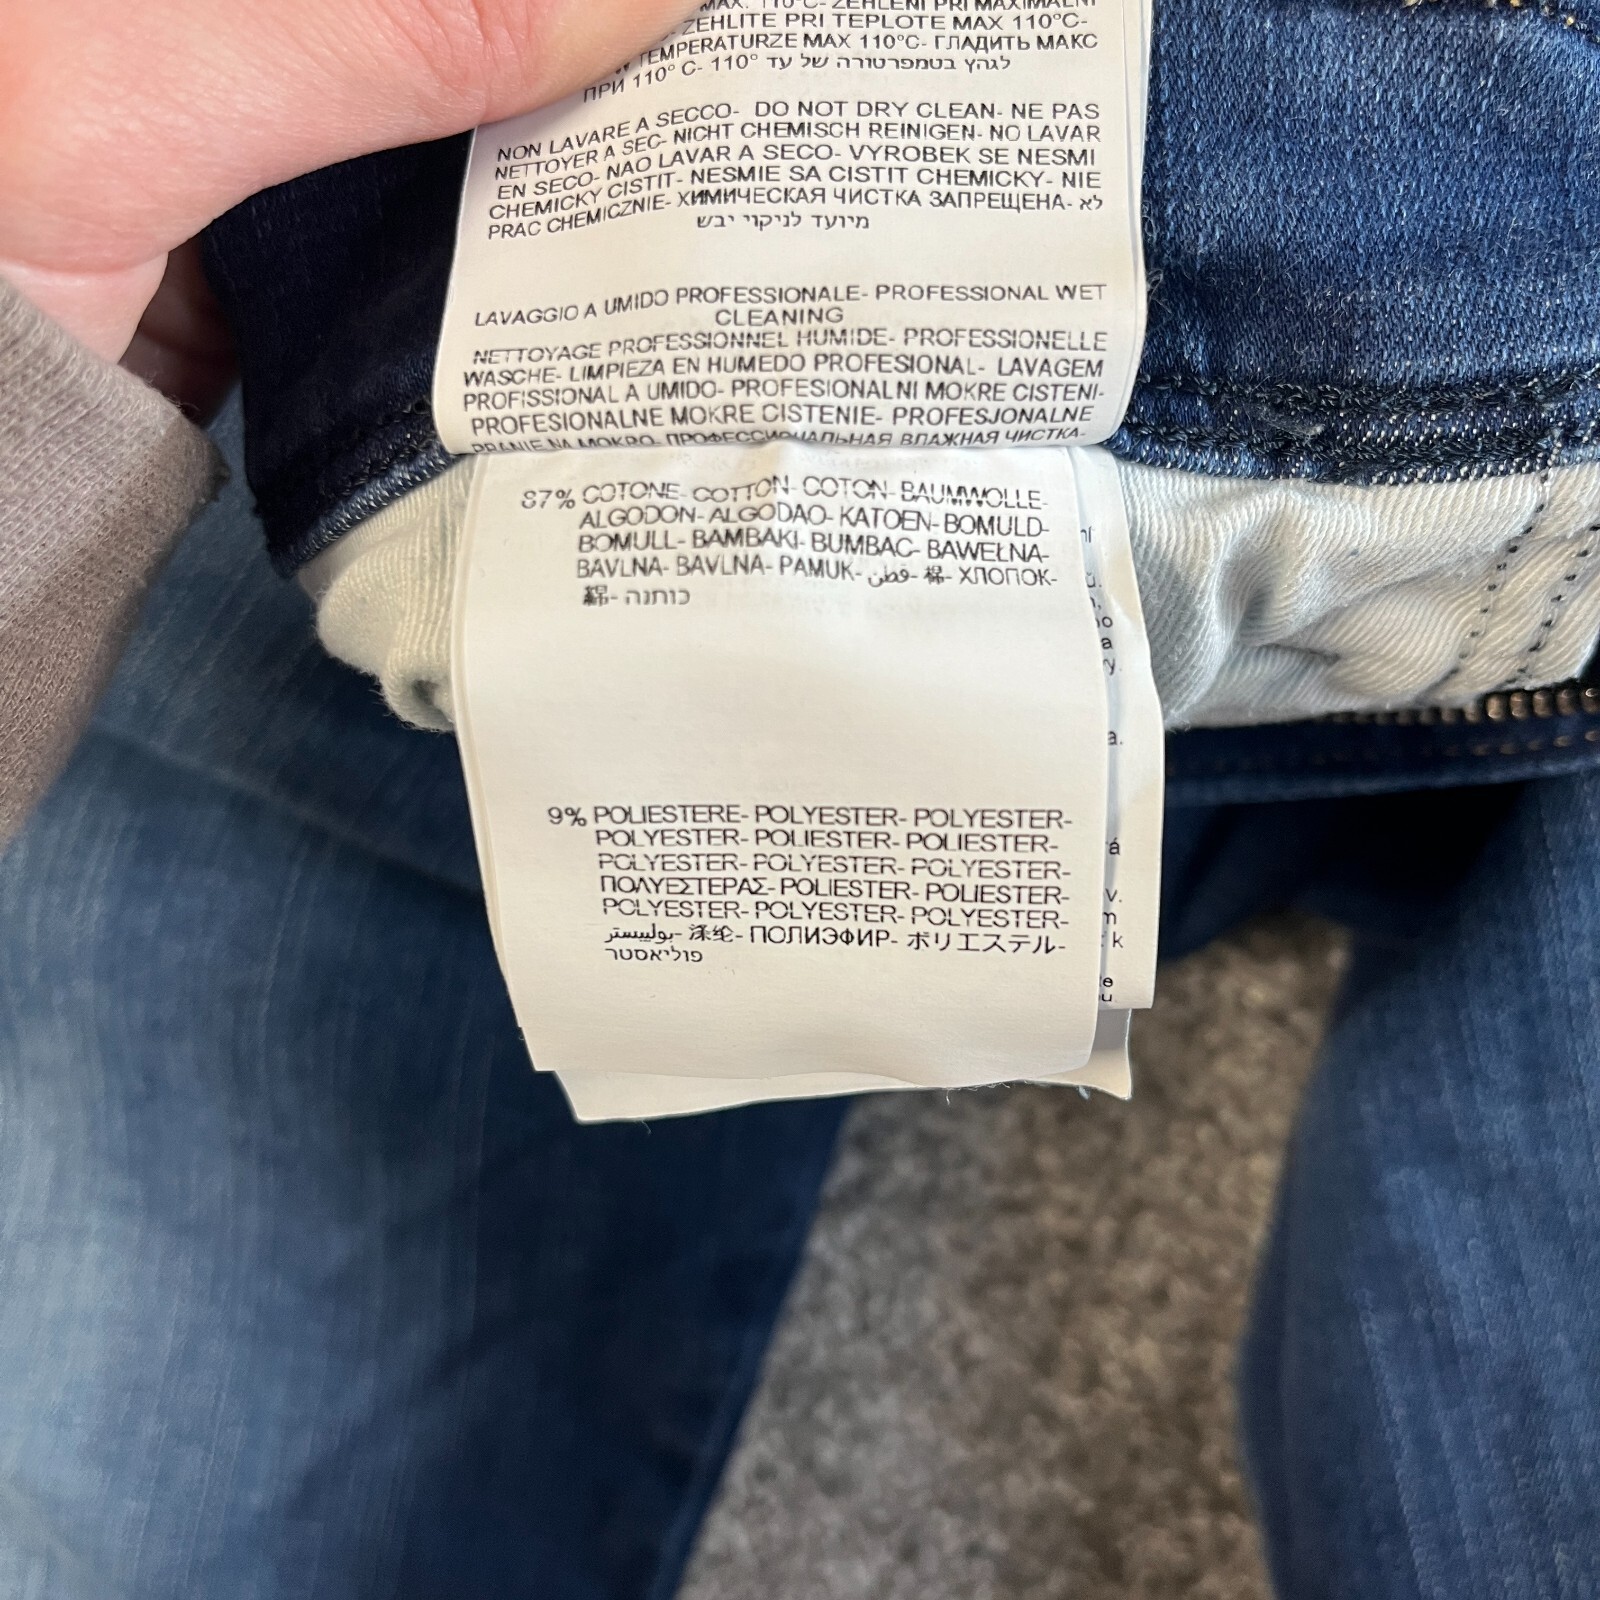 MAX. 110°C- ZEHLENI PRI MAXIMALNI
ZEHLITE PRI TEPLOTE MAX 110°C-
W TEMPERATURZE MAX 110°C- ГЛАДИТЬ МАКС
ПРИ 110° C- 110° לגהץ בטמפרטורה של עד
NON LAVARE A SECCO- DO NOT DRY CLEAN- NE PAS
NETTOYER A SEC- NICHT CHEMISCH REINIGEN- NO LAVAR
EN SECO- NAO LAVAR A SECO- VYROBEK SE NESMI
CHEMICKY CISTIT- NESMIE SA CISTIT CHEMICKY- NIE
PRAC CHEMICZNIE- ХИМИЧЕСКАЯ ЧИСТКА ЗАПРЕЩЕНА- לא
מיועד לניקוי יבש
LAVAGGIO A UMIDO PROFESSIONALE- PROFESSIONAL WET
CLEANING
NETTOYAGE PROFESSIONNEL HUMIDE- PROFESSIONELLE
WASCHE- LIMPIEZA EN HUMEDO PROFESIONAL- LAVAGEM
PROFISSIONAL A UMIDO- PROFESIONALNI MOKRE CISTENI-
PROFESIONALNE MOKRE CISTENIE- PROFESJONALNE
PRANIE NA MOKRO- ПРОФЕССИОНАЛЬНАЯ ВЛАЖНАЯ ЧИСТКА-
87% COTONE- COTTON- COTON- BAUMWOLLE-
ALGODON- ALGODAO- KATOEN- BOMULD-
BOMULL- BAMBAKI- BUMBAC- BAWEŁNA-
BAVLNA- BAVLNA- PAMUK- قطن- 棉- ХЛОПОК-
綿- כותנה
9% POLIESTERE- POLYESTER- POLYESTER-
POLYESTER- POLIESTER- POLIESTER-
POLYESTER- POLYESTER- POLYESTER-
ΠΟΛΥΕΣΤΕΡΑΣ- POLIESTER- POLIESTER-
POLYESTER- POLYESTER- POLYESTER-
بولييستر- 涤纶- ПОЛИЭФИР- ポリエステル-
פוליאסטר